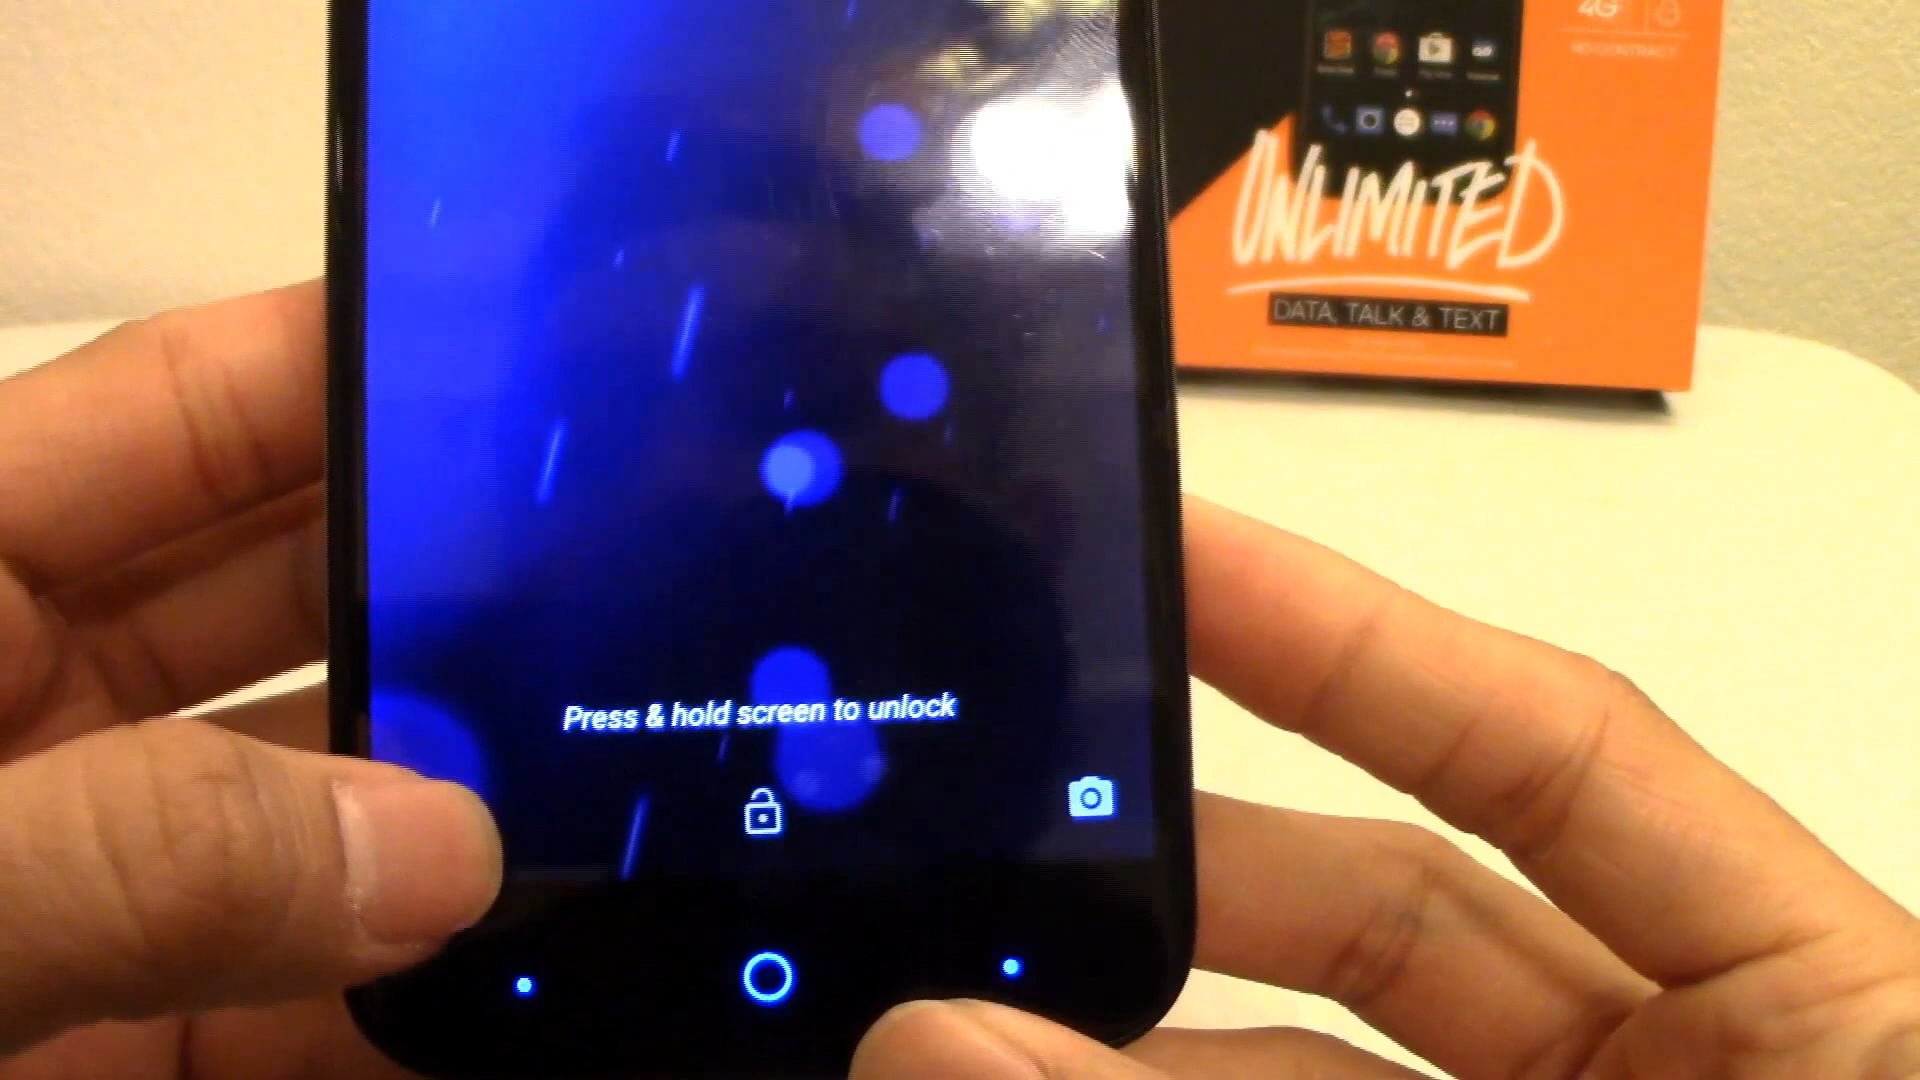 4G
NO CONTRACT
UNLIMITED
DATA, TALK & TEXT
Press & hold screen to unlock